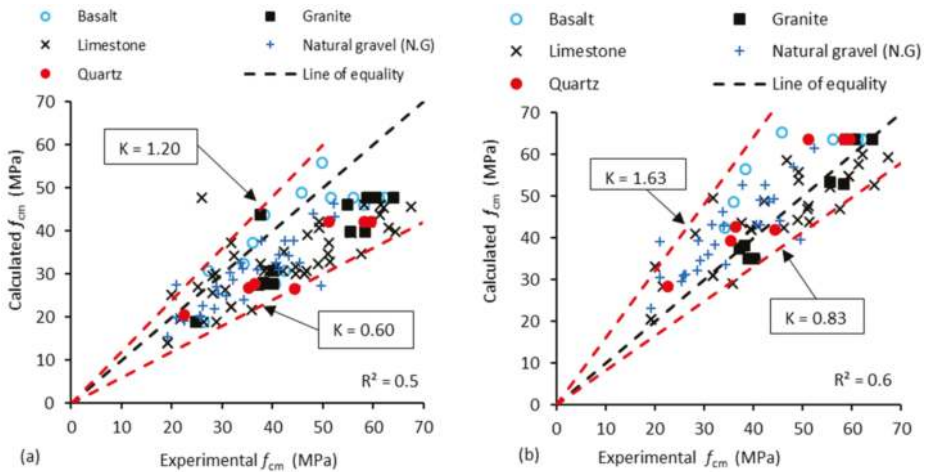 Basalt Granite
Limestone Natural gravel (N.G)
Quartz Line of equality
70
60
50
40
30
20
10
0
Calculated fcm (MPa)
K = 1.20
K = 0.60
R² = 0.5
0 10 20 30 40 50 60 70
(a) Experimental fcm (MPa)
Basalt Granite
Limestone Natural gravel (N.G)
Quartz Line of equality
70
60
50
40
30
20
10
0
Calculated fcm (MPa)
K = 1.63
K = 0.83
R² = 0.6
0 10 20 30 40 50 60 70
(b) Experimental fcm (MPa)